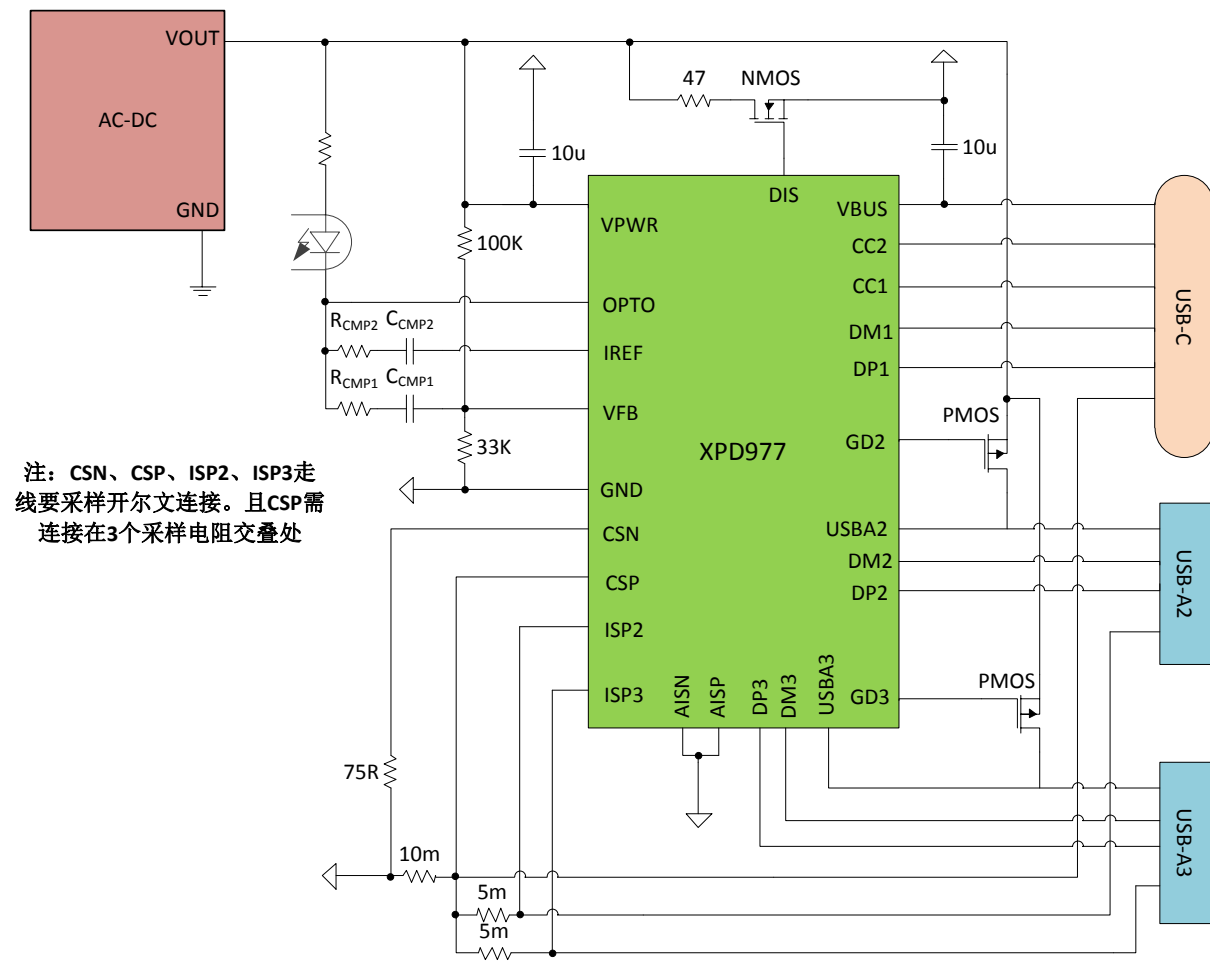 VOUT
AC-DC
GND
47
NMOS
10u
10u
DIS
VPWR
VBUS
100K
CC2
CC1
OPTO
DM1
RCMP2 CCMP2
IREF
DP1
RCMP1 CCMP1
VFB
PMOS
33K
XPD977
GD2
USB-C
注：CSN、CSP、ISP2、ISP3走
线要采样开尔文连接。且CSP需
连接在3个采样电阻交叠处
GND
CSN
USBA2
DM2
CSP
DP2
USB-A2
ISP2
ISP3
AISN
AISP
DP3
DM3
USBA3
GD3
PMOS
75R
10m
5m
5m
USB-A3